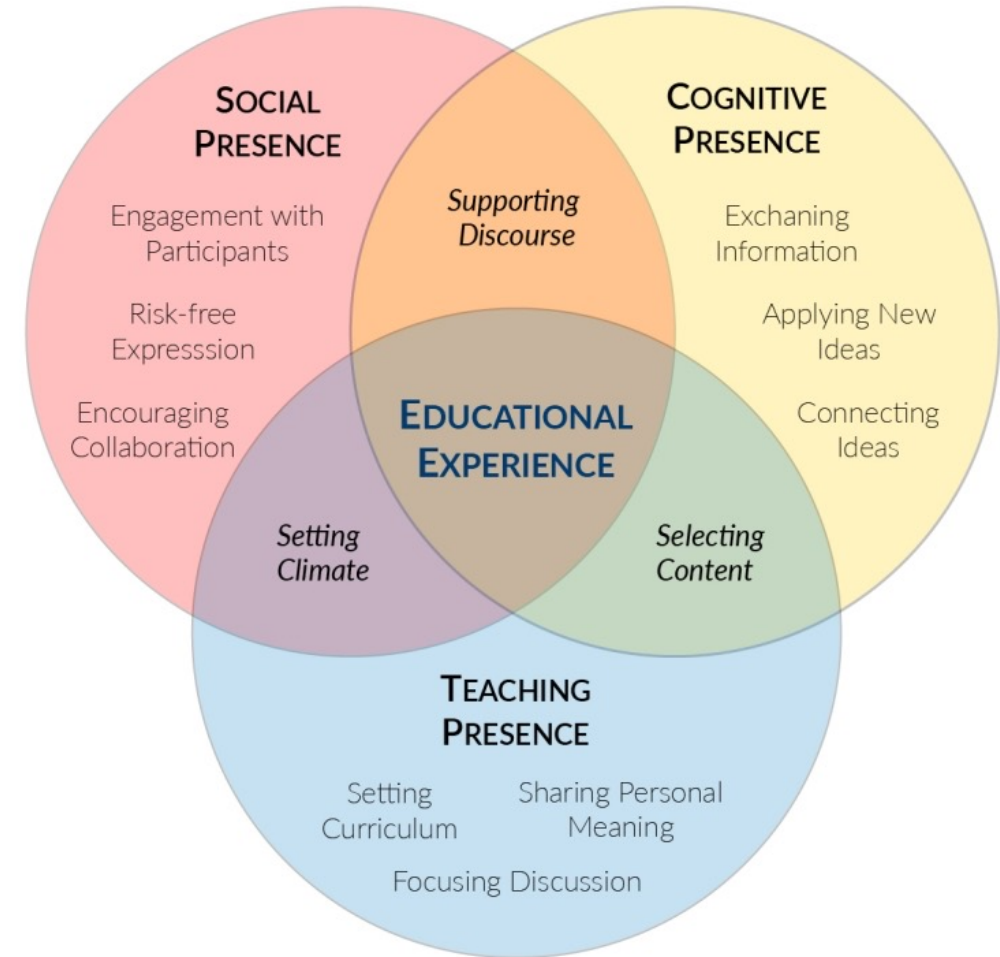 SOCIAL
PRESENCE
Engagement with
Participants
Risk-free
Expresssion
Encouraging
Collaboration
Supporting
Discourse
COGNITIVE
PRESENCE
Exchaning
Information
Applying New
Ideas
Connecting
Ideas
EDUCATIONAL
EXPERIENCE
Setting
Climate
Selecting
Content
TEACHING
PRESENCE
Setting
Curriculum
Sharing Personal
Meaning
Focusing Discussion